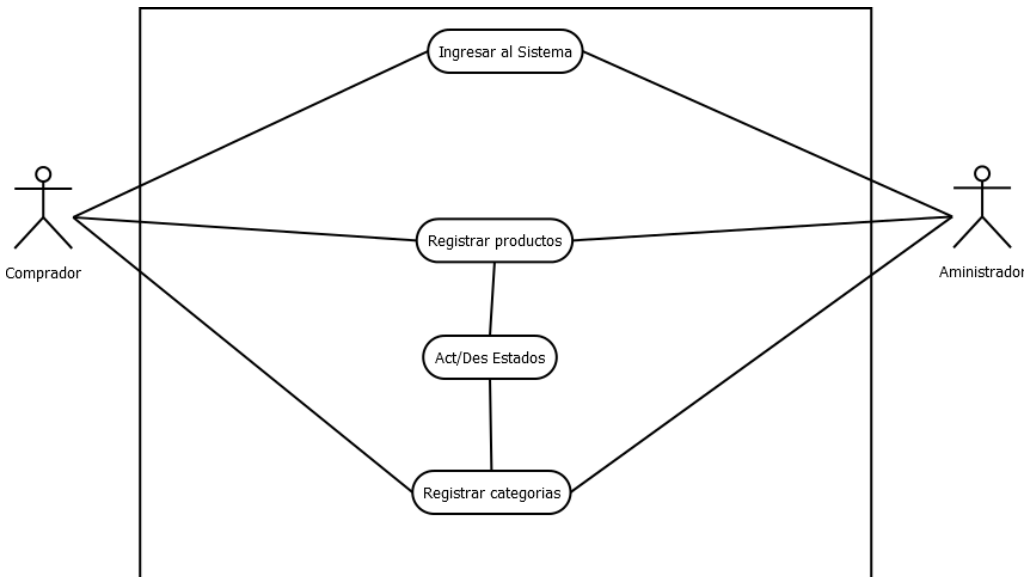 Ingresar al Sistema
Registrar productos
Comprador
Aministrador
Act/Des Estados
Registrar categorias